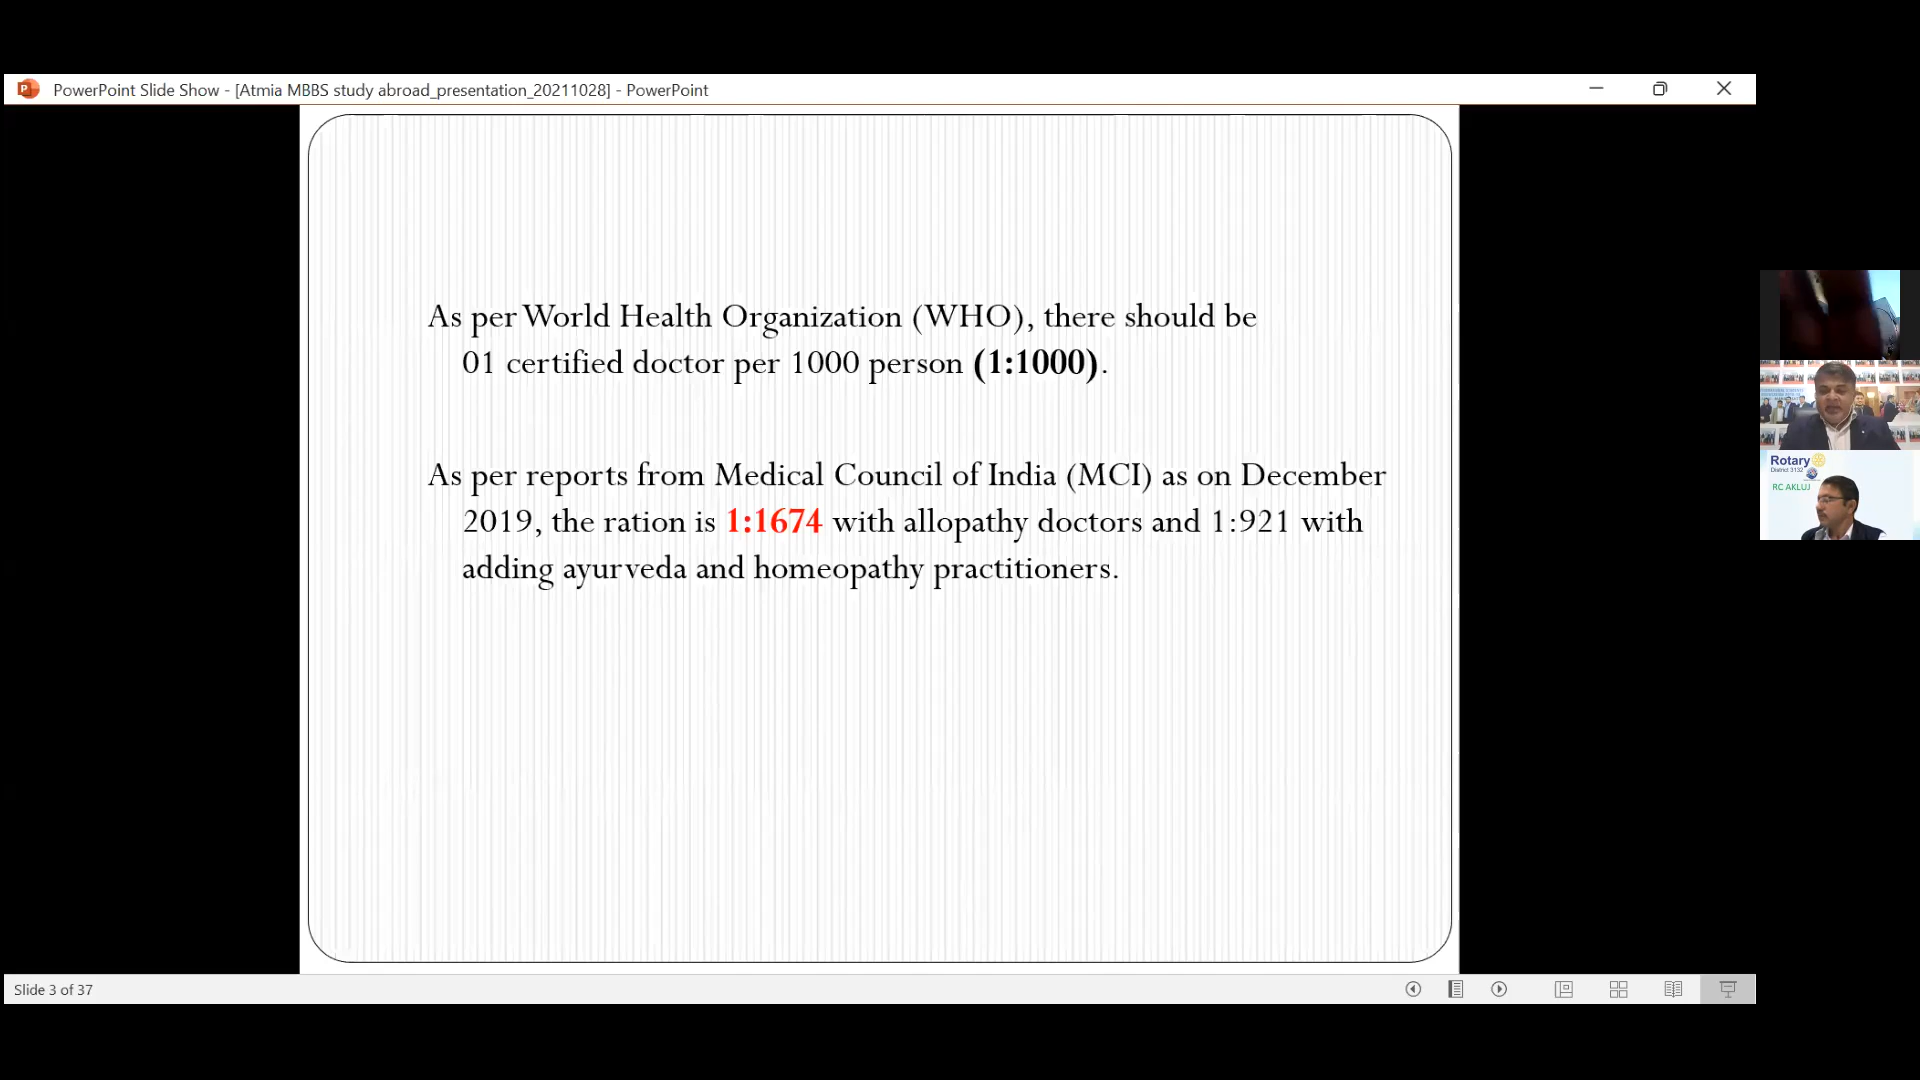 PowerPoint Slide Show - [Atmia MBBS study abroad_presentation_20211028] - PowerPoint
As per World Health Organization (WHO), there should be
01 certified doctor per 1000 person (1:1000).
As per reports from Medical Council of India (MCI) as on December
2019, the ration is 1:1674 with allopathy doctors and 1:921 with
adding ayurveda and homeopathy practitioners.
Rotary
District 3132
RC AKLUJ
Slide 3 of 37